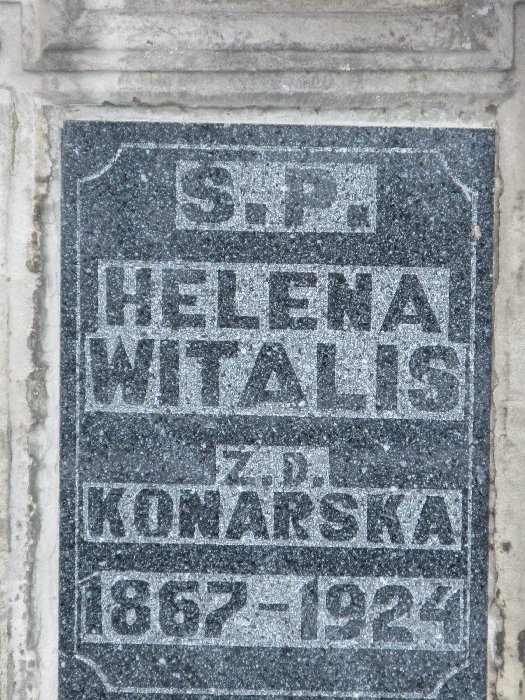 S.P.
HELENA
WITALIS
Z.D.
KONARSKA
1867-1924